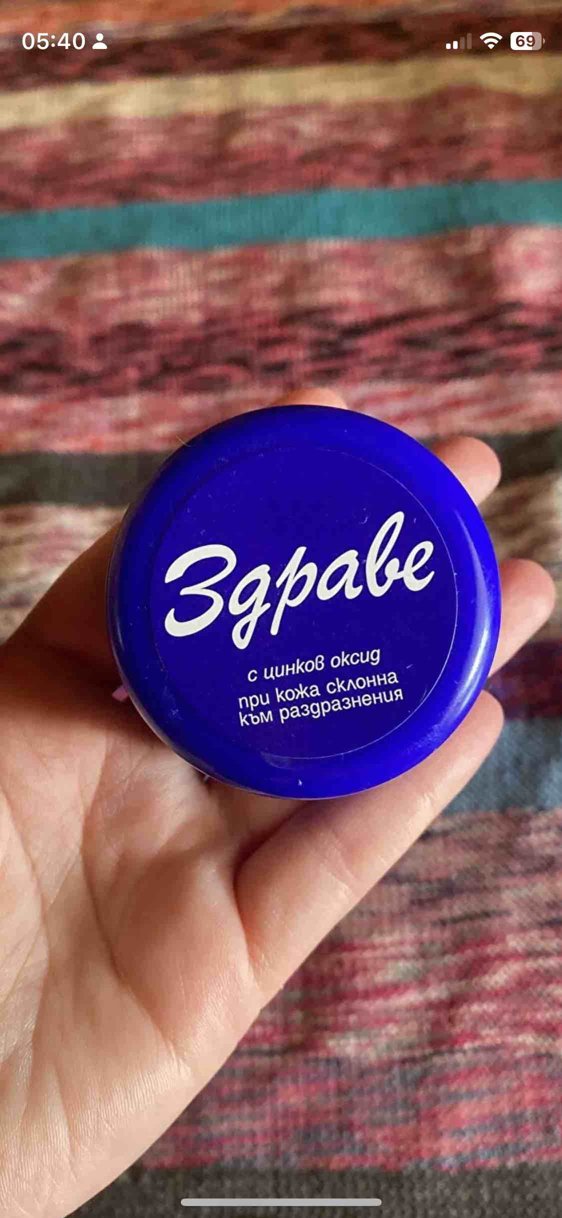 05:40
69
Здраве
с цинков оксид
при кожа склонна
към раздразнения